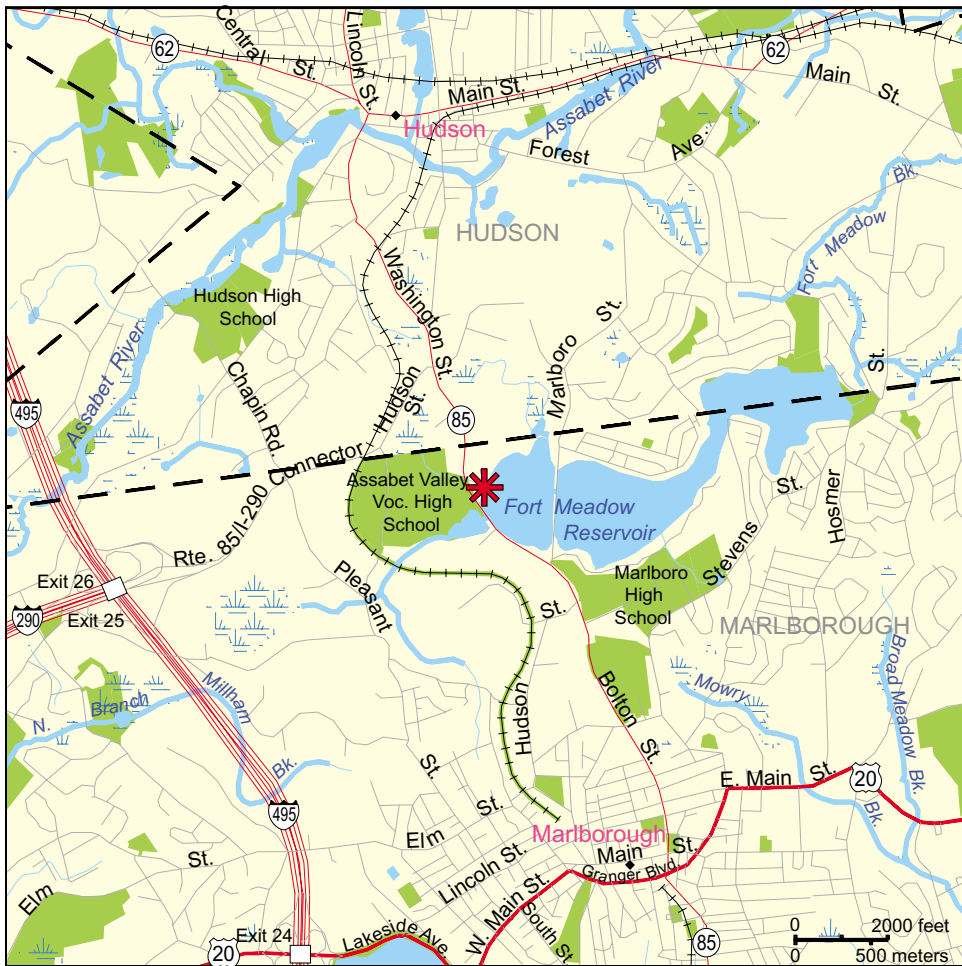 Central
St.
Lincoln
St.
62
Main St.
Assabet River
62
Main
St.
Hudson
Forest
Ave.
HUDSON
Fort Meadow
Bk.
Hudson High
School
Washington St.
Marlboro
St.
St.
Assabet River
495
Chapin Rd.
Hudson
St.
85
Rte. 85/I-290 Connector
Assabet Valley
Voc. High
School
Fort Meadow
Reservoir
St.
Hosmer
Stevens
Exit 26
290
Exit 25
Pleasant
St.
Marlboro
High
School
MARLBOROUGH
N.
Branch
Millham
Bk.
Hudson
Bolton
St.
Mowry
Bk.
Broad Meadow Bk.
495
St.
Elm
St.
E. Main
St.
20
Marlborough
Main
St.
Granger Blvd.
Elm
St.
Lincoln St.
W. Main St.
South St.
Exit 24
20
Lakeside Ave.
85
0
2000 feet
0
500 meters